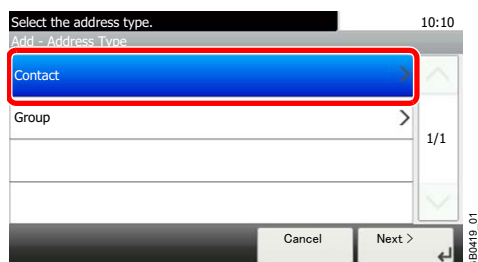 Select the address type.
10:10
Add - Address Type
Contact
Group
1/1
Cancel
Next >
B0419_01